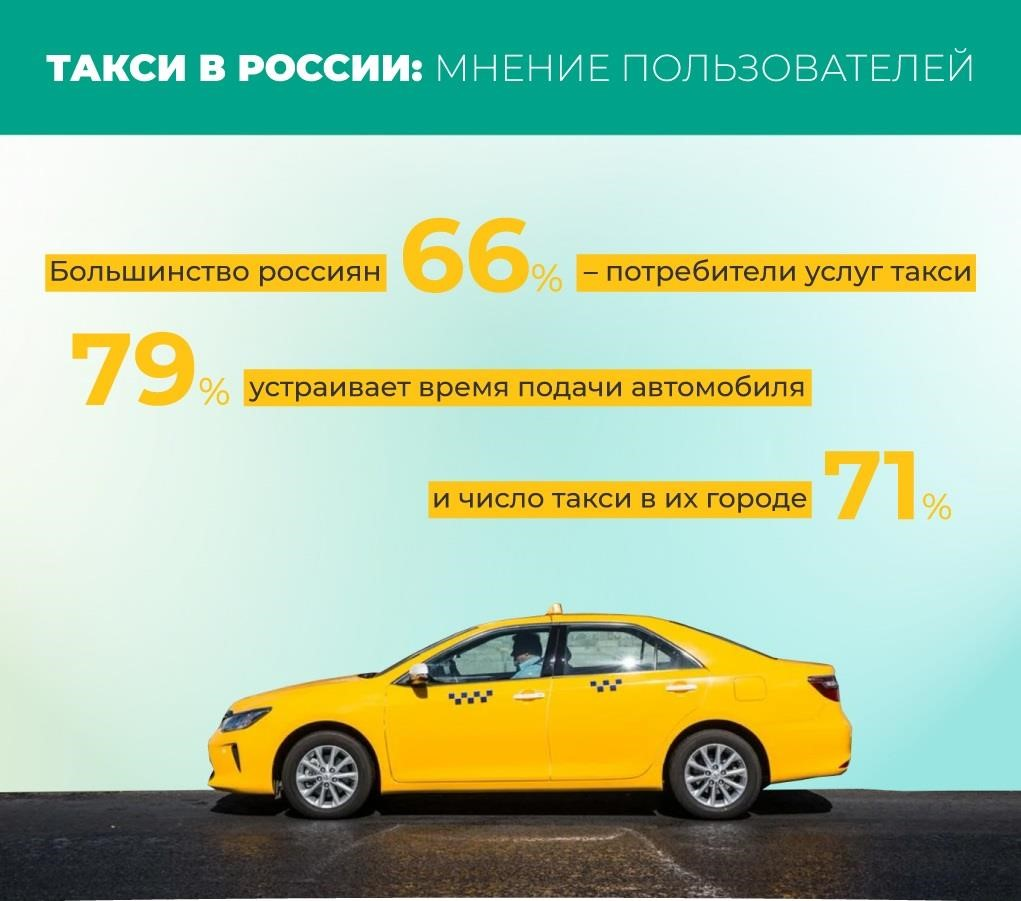 ТАКСИ В РОССИИ: МНЕНИЕ ПОЛЬЗОВАТЕЛЕЙ
Большинство россиян 66% – потребители услуг такси
79% устраивает время подачи автомобиля
и число такси в их городе 71%